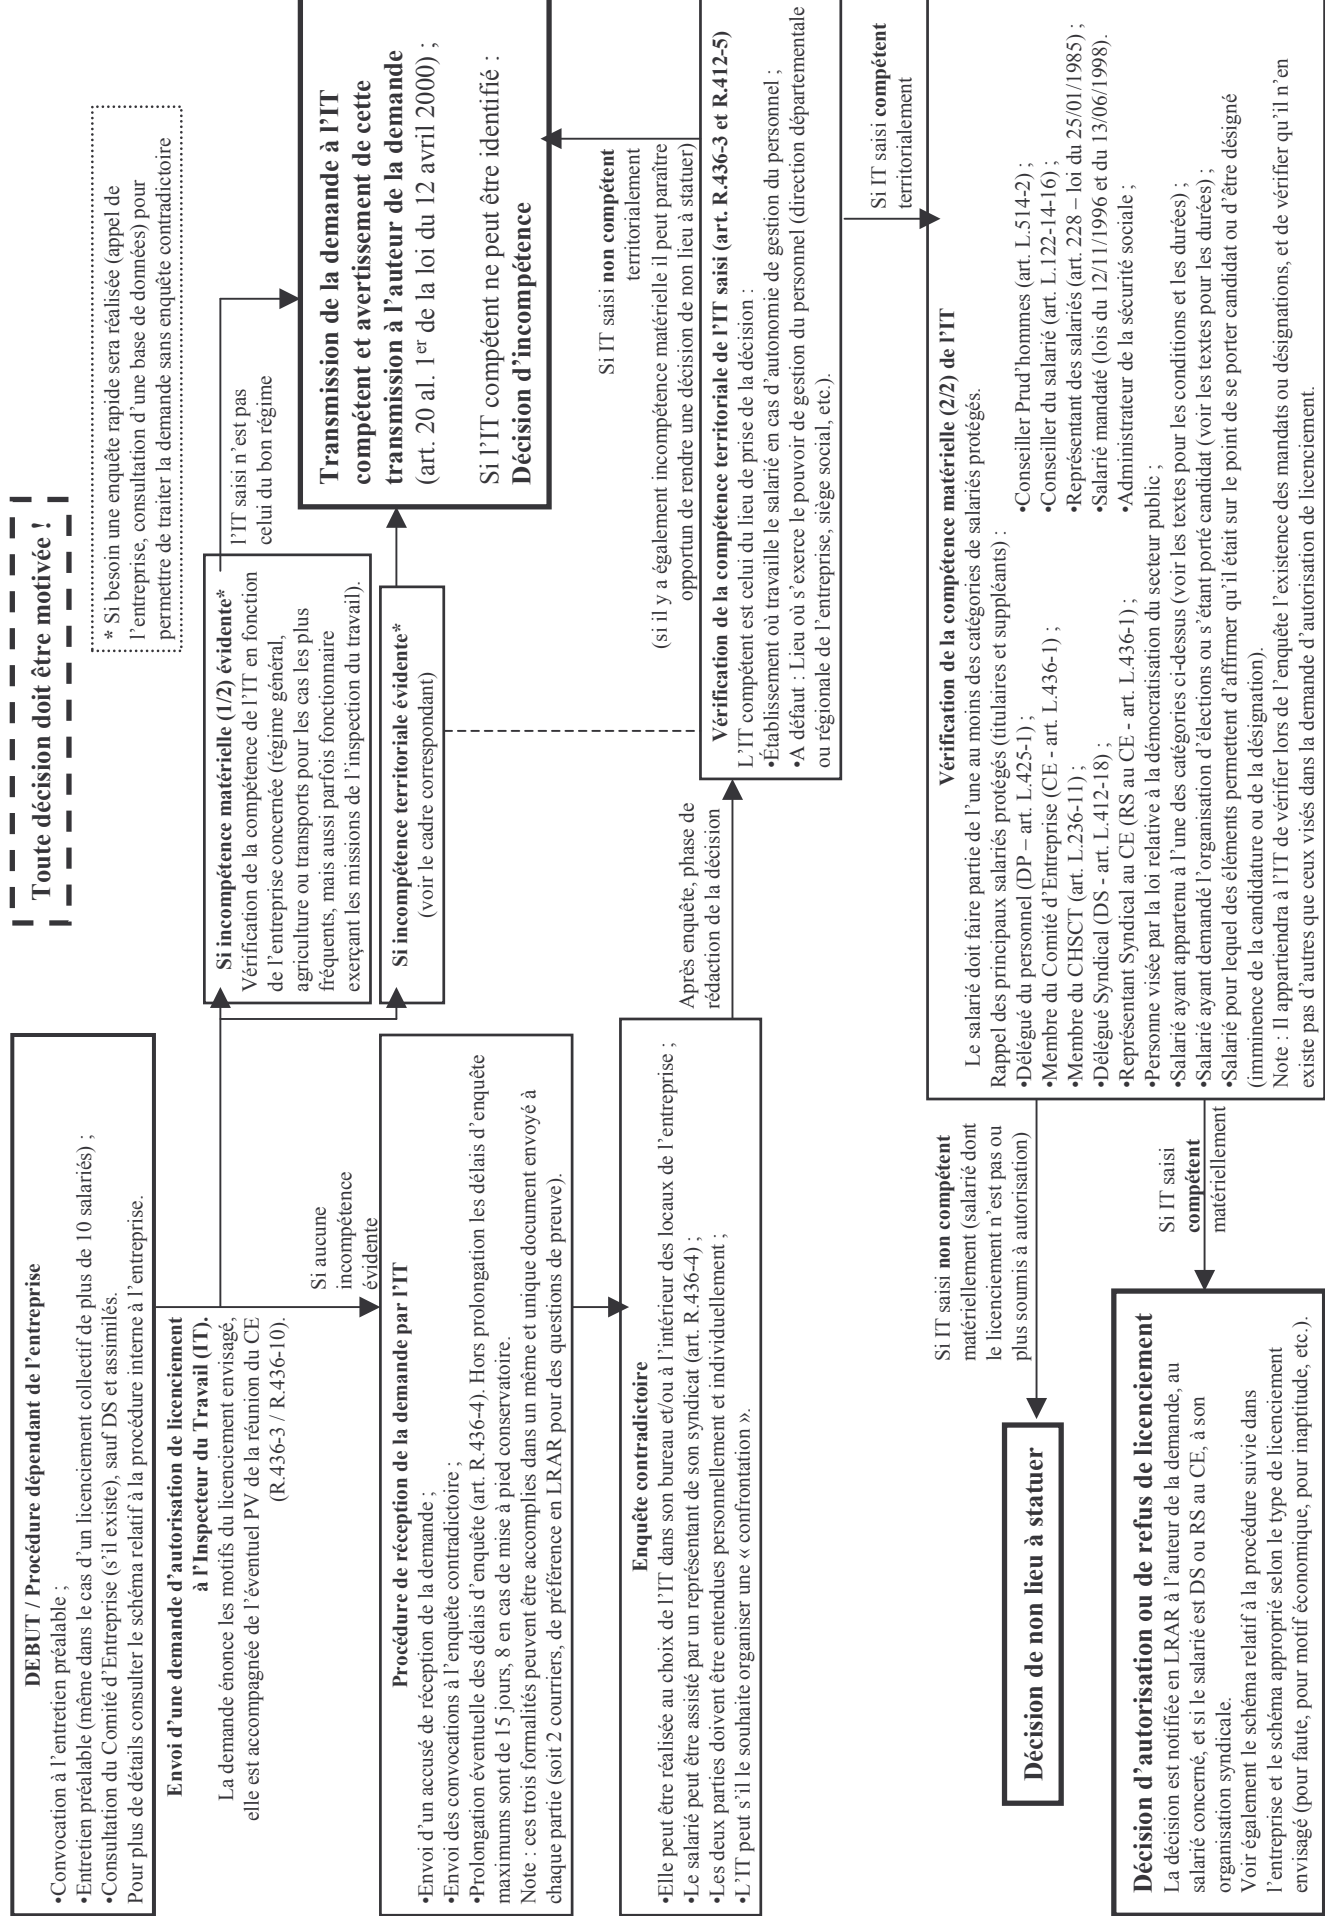 Toute décision doit être motivée !
DEBUT / Procédure dépendant de l'entreprise
•Convocation à l'entretien préalable ;
•Entretien préalable (même dans le cas d'un licenciement collectif de plus de 10 salariés) ;
•Consultation du Comité d'Entreprise (s'il existe), sauf DS et assimilés.
Pour plus de détails consulter le schéma relatif à la procédure interne à l'entreprise.
* Si besoin une enquête rapide sera réalisée (appel de
l'entreprise, consultation d'une base de données) pour
permettre de traiter la demande sans enquête contradictoire
Envoi d'une demande d'autorisation de licenciement
à l'Inspecteur du Travail (IT).
La demande énonce les motifs du licenciement envisagé,
elle est accompagnée de l'éventuel PV de la réunion du CE
(R.436-3 / R.436-10).
Si aucune
incompétence
évidente
Si incompétence matérielle (1/2) évidente*
Vérification de la compétence de l'IT en fonction
de l'entreprise concernée (régime général,
agriculture ou transports pour les cas les plus
fréquents, mais aussi parfois fonctionnaire
exerçant les missions de l'inspection du travail).
l'IT saisi n'est pas
celui du bon régime
Si incompétence territoriale évidente*
(voir le cadre correspondant)
Transmission de la demande à l'IT
compétent et avertissement de cette
transmission à l'auteur de la demande
(art. 20 al. 1er de la loi du 12 avril 2000) ;
Si l'IT compétent ne peut être identifié :
Décision d'incompétence
Procédure de réception de la demande par l'IT
•Envoi d'un accusé de réception de la demande ;
•Envoi des convocations à l'enquête contradictoire ;
•Prolongation éventuelle des délais d'enquête (art. R.436-4). Hors prolongation les délais d'enquête
maximums sont de 15 jours, 8 en cas de mise à pied conservatoire.
Note : ces trois formalités peuvent être accomplies dans un même et unique document envoyé à
chaque partie (soit 2 courriers, de préférence en LRAR pour des questions de preuve).
Si IT saisi non compétent
territorialement
(si il y a également incompétence matérielle il peut paraître
opportun de rendre une décision de non lieu à statuer)
Enquête contradictoire
•Elle peut être réalisée au choix de l'IT dans son bureau et/ou à l'intérieur des locaux de l'entreprise ;
•Le salarié peut être assisté par un représentant de son syndicat (art. R.436-4) ;
•Les deux parties doivent être entendues personnellement et individuellement ;
•L'IT peut s'il le souhaite organiser une « confrontation ».
Après enquête, phase de
rédaction de la décision
Vérification de la compétence territoriale de l'IT saisi (art. R.436-3 et R.412-5)
L'IT compétent est celui du lieu de prise de la décision :
•Établissement où travaille le salarié en cas d'autonomie de gestion du personnel ;
•A défaut : Lieu où s'exerce le pouvoir de gestion du personnel (direction départementale
ou régionale de l'entreprise, siège social, etc.).
Si IT saisi compétent
territorialement
Vérification de la compétence matérielle (2/2) de l'IT
Le salarié doit faire partie de l'une au moins des catégories de salariés protégés.
Rappel des principaux salariés protégés (titulaires et suppléants) :
•Délégué du personnel (DP – art. L.425-1) ;
•Membre du Comité d'Entreprise (CE - art. L.436-1) ;
•Membre du CHSCT (art. L.236-11) ;
•Délégué Syndical (DS - art. L.412-18) ;
•Représentant Syndical au CE (RS au CE - art. L.436-1) ;
•Conseiller Prud'hommes (art. L.514-2) ;
•Conseiller du salarié (art. L.122-14-16) ;
•Représentant des salariés (art. 228 – loi du 25/01/1985) ;
•Salarié mandaté (lois du 12/11/1996 et du 13/06/1998).
•Administrateur de la sécurité sociale ;
•Personne visée par la loi relative à la démocratisation du secteur public ;
•Salarié ayant appartenu à l'une des catégories ci-dessus (voir les textes pour les conditions et les durées) ;
•Salarié ayant demandé l'organisation d'élections ou s'étant porté candidat (voir les textes pour les durées) ;
•Salarié pour lequel des éléments permettent d'affirmer qu'il était sur le point de se porter candidat ou d'être désigné
(imminence de la candidature ou de la désignation).
Note : Il appartiendra à l'IT de vérifier lors de l'enquête l'existence des mandats ou désignations, et de vérifier qu'il n'en
existe pas d'autres que ceux visés dans la demande d'autorisation de licenciement.
Si IT saisi non compétent
matériellement (salarié dont
le licenciement n'est pas ou
plus soumis à autorisation)
Décision de non lieu à statuer
Si IT saisi
compétent
matériellement
Décision d'autorisation ou de refus de licenciement
La décision est notifiée en LRAR à l'auteur de la demande, au
salarié concerné, et si le salarié est DS ou RS au CE, à son
organisation syndicale.
Voir également le schéma relatif à la procédure suivie dans
l'entreprise et le schéma approprié selon le type de licenciement
envisagé (pour faute, pour motif économique, pour inaptitude, etc.).